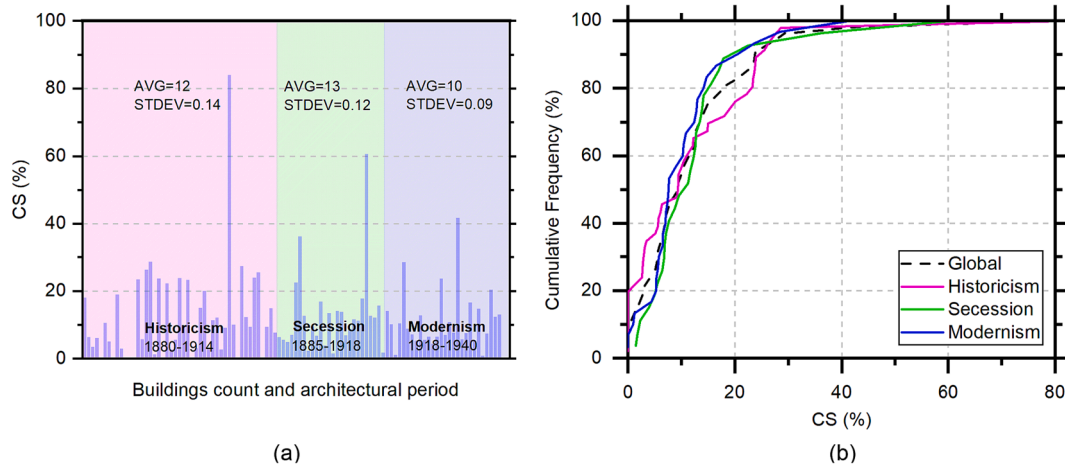 100
80
60
40
20
0
CS (%)
AVG=12
STDEV=0.14
AVG=13
STDEV=0.12
AVG=10
STDEV=0.09
Historicism
1880-1914
Secession
1885-1918
Modernism
1918-1940
Buildings count and architectural period
(a)
100
80
60
40
20
0
Cumulative Frequency (%)
Global
Historicism
Secession
Modernism
0 20 40 60 80
CS (%)
(b)